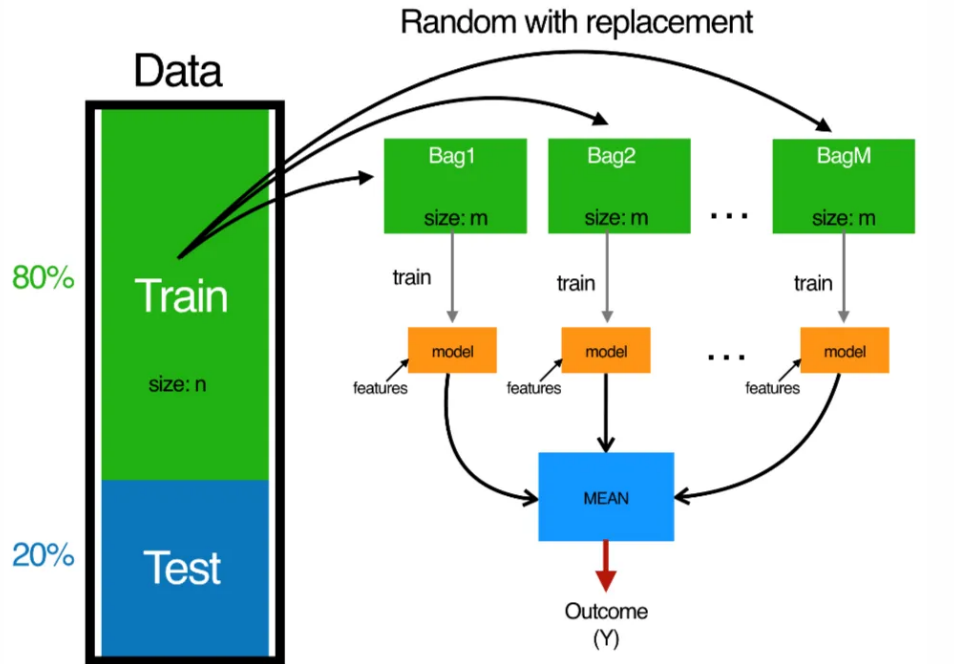 Random with replacement
Data
80%
Train
size: n
20%
Test
Bag1
size: m
Bag2
size: m
...
BagM
size: m
train
train
train
model
model
...
model
features
features
features
MEAN
Outcome
(Y)